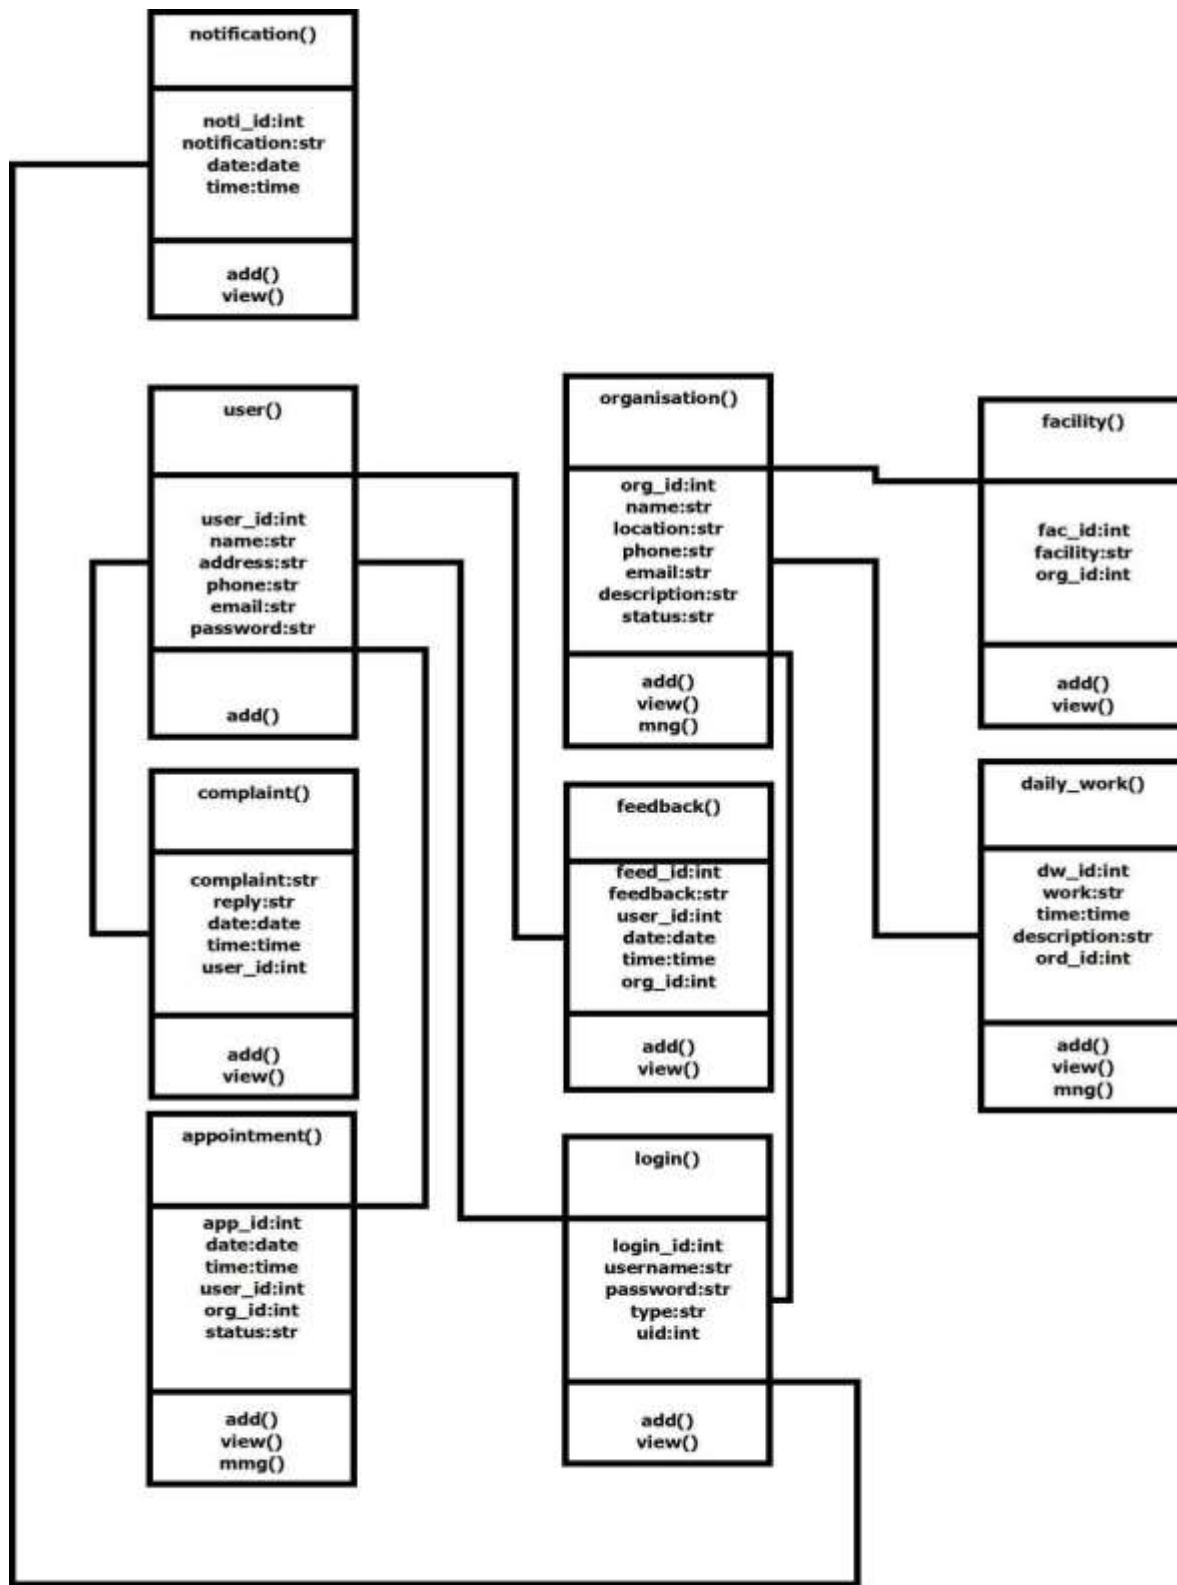 notification()
noti_id:int
notification:str
date:date
time:time
add()
view()
user()
user_id:int
name:str
address:str
phone:str
email:str
password:str
add()
organisation()
org_id:int
name:str
location:str
phone:str
email:str
description:str
status:str
add()
view()
mng()
facility()
fac_id:int
facility:str
org_id:int
add()
view()
complaint()
complaint:str
reply:str
date:date
time:time
user_id:int
add()
view()
feedback()
feed_id:int
feedback:str
user_id:int
date:date
time:time
org_id:int
add()
view()
daily_work()
dw_id:int
work:str
time:time
description:str
ord_id:int
add()
view()
mng()
appointment()
app_id:int
date:date
time:time
user_id:int
org_id:int
status:str
add()
view()
mmg()
login()
login_id:int
username:str
password:str
type:str
uid:int
add()
view()